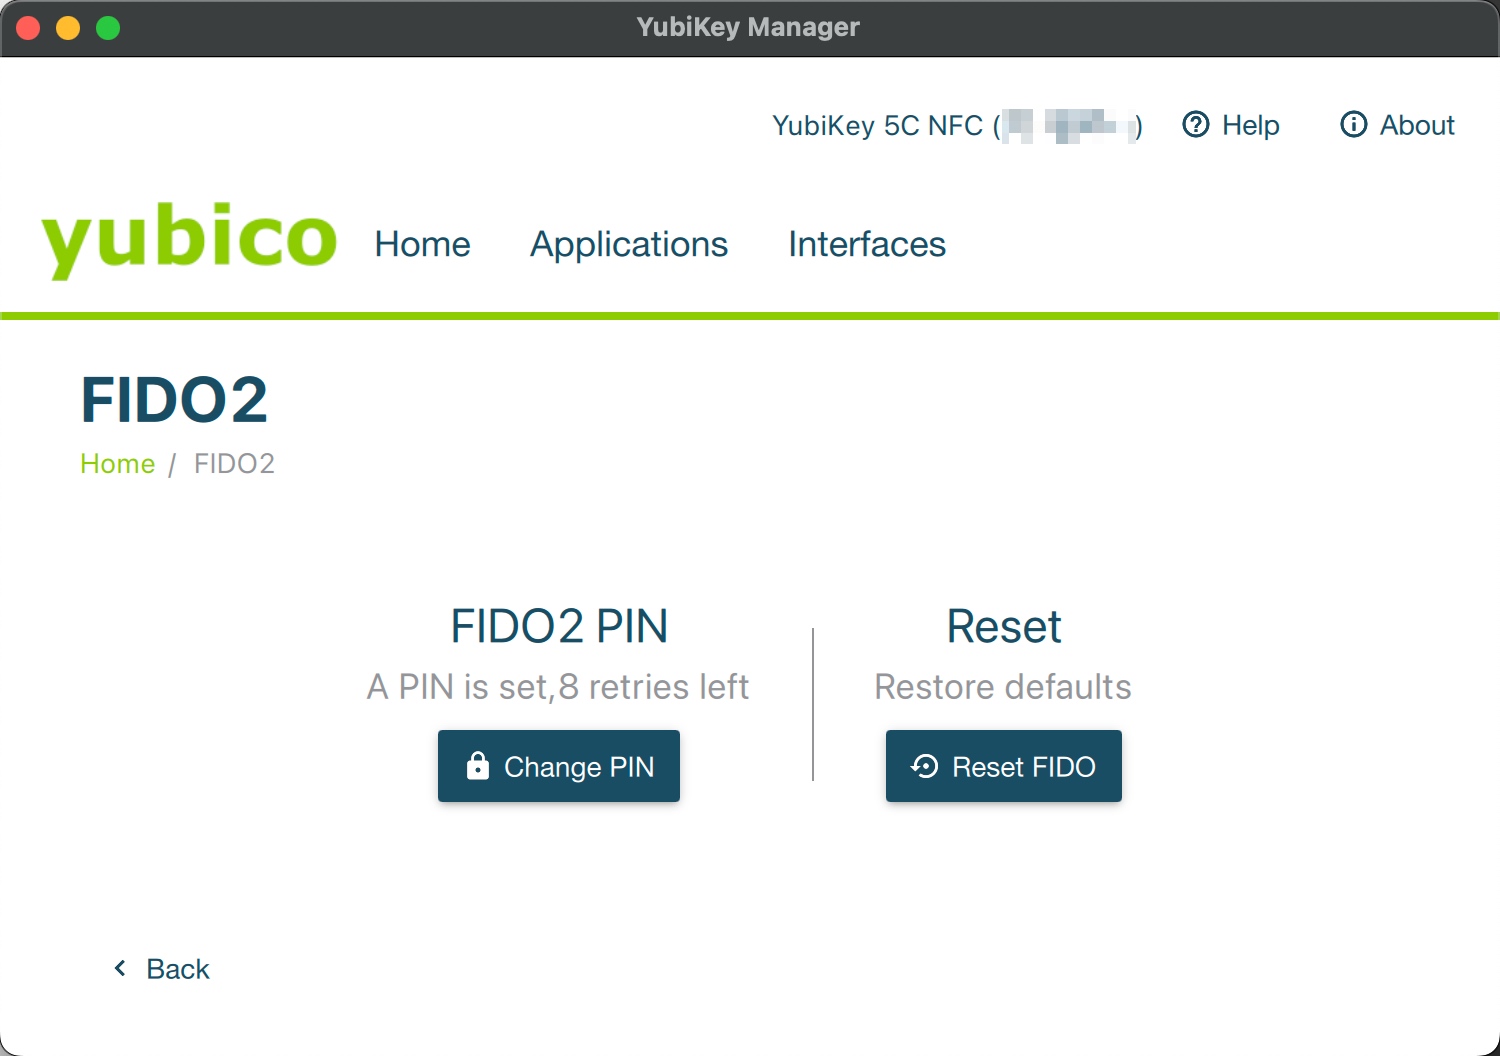 YubiKey Manager
YubiKey 5C NFC ( ) Help About
yubico Home Applications Interfaces
FIDO2
Home / FIDO2
FIDO2 PIN
A PIN is set,8 retries left
Change PIN
Reset
Restore defaults
Reset FIDO
Back